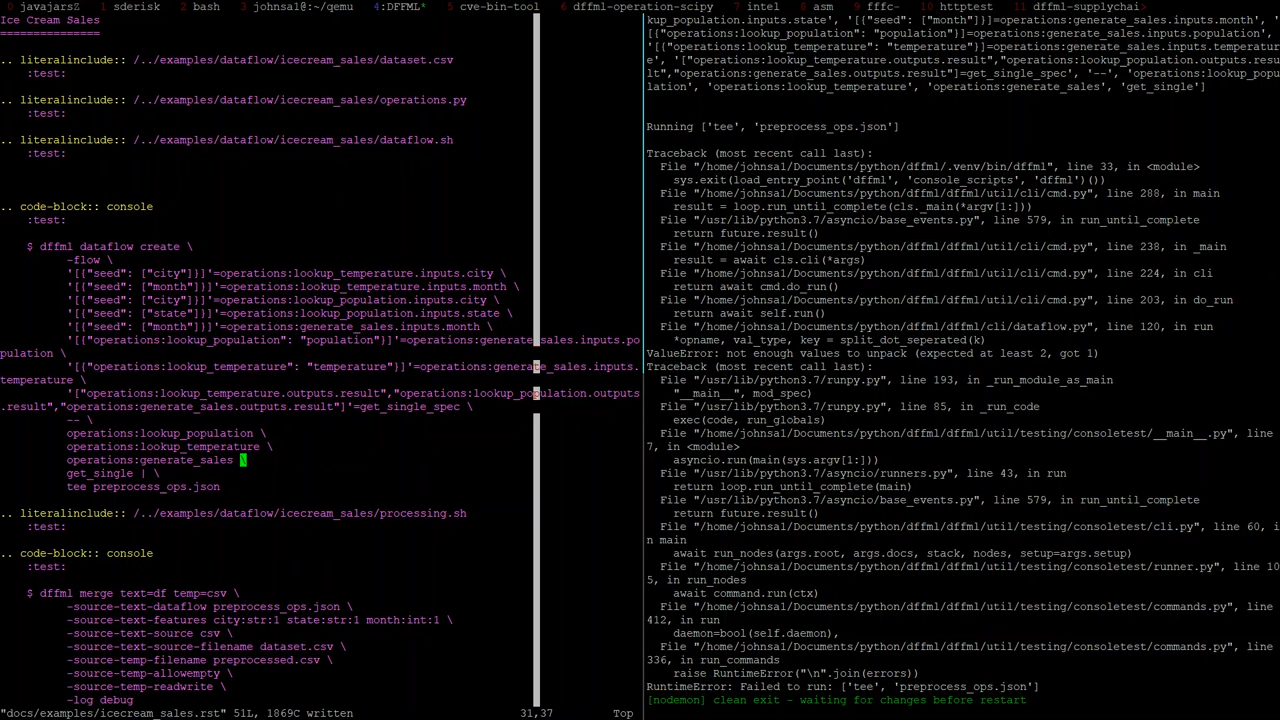 0 javajarsZ  1 sderisk  2 bash  3 johnsal@:~/qemu  4:DFFML*  5 cve-bin-tool  6 dffml-operation-scipy  7 intel  8 asm  9 fffc-  10 httptest  11 dffml-supplychai>
Ice Cream Sales
===============
.. literalinclude:: /../examples/dataflow/icecream_sales/dataset.csv
:test:
.. literalinclude:: /../examples/dataflow/icecream_sales/operations.py
:test:
.. literalinclude:: /../examples/dataflow/icecream_sales/dataflow.sh
:test:
.. code-block:: console
:test:
$ dffml dataflow create \
-flow \
'[{"seed": ["city"]}]'=operations:lookup_temperature.inputs.city \
'[{"seed": ["month"]}]'=operations:lookup_temperature.inputs.month \
'[{"seed": ["city"]}]'=operations:lookup_population.inputs.city \
'[{"seed": ["state"]}]'=operations:lookup_population.inputs.state \
'[{"seed": ["month"]}]'=operations:generate_sales.inputs.month \
'[{"operations:lookup_population": "population"}]'=operations:generate_sales.inputs.po
pulation \
'[{"operations:lookup_temperature": "temperature"}]'=operations:generate_sales.inputs.
temperature \
'["operations:lookup_temperature.outputs.result","operations:lookup_population.outputs
.result","operations:generate_sales.outputs.result"]'=get_single_spec \
-- \
operations:lookup_population \
operations:lookup_temperature \
operations:generate_sales \
get_single | \
tee preprocess_ops.json
.. literalinclude:: /../examples/dataflow/icecream_sales/processing.sh
:test:
.. code-block:: console
:test:
$ dffml merge text=df temp=csv \
-source-text-dataflow preprocess_ops.json \
-source-text-features city:str:1 state:str:1 month:int:1 \
-source-text-source csv \
-source-text-source-filename dataset.csv \
-source-temp-filename preprocessed.csv \
-source-temp-allowempty \
-source-temp-readwrite \
-log debug
"docs/examples/icecream_sales.rst" 51L, 1869C written  31,37  Top
kup_population.inputs.state', '[{"seed": ["month"]}]=operations:generate_sales.inputs.month',
'[{"operations:lookup_population": "population"}]=operations:generate_sales.inputs.population',
'[{"operations:lookup_temperature": "temperature"}]=operations:generate_sales.inputs.temperatur
e', '["operations:lookup_temperature.outputs.result","operations:lookup_population.outputs.resu
lt","operations:generate_sales.outputs.result"]=get_single_spec', '--', 'operations:lookup_popu
lation', 'operations:lookup_temperature', 'operations:generate_sales', 'get_single']
Running ['tee', 'preprocess_ops.json']
Traceback (most recent call last):
File "/home/johnsal/Documents/python/dffml/.venv/bin/dffml", line 33, in <module>
sys.exit(load_entry_point('dffml', 'console_scripts', 'dffml')())
File "/home/johnsal/Documents/python/dffml/dffml/util/cli/cmd.py", line 288, in main
result = loop.run_until_complete(cls._main(*argv[1:]))
File "/usr/lib/python3.7/asyncio/base_events.py", line 579, in run_until_complete
return future.result()
File "/home/johnsal/Documents/python/dffml/dffml/util/cli/cmd.py", line 238, in _main
result = await cls.cli(*args)
File "/home/johnsal/Documents/python/dffml/dffml/util/cli/cmd.py", line 224, in cli
return await cmd.do_run()
File "/home/johnsal/Documents/python/dffml/dffml/util/cli/cmd.py", line 203, in do_run
return await self.run()
File "/home/johnsal/Documents/python/dffml/dffml/cli/dataflow.py", line 120, in run
*opname, val_type, key = split_dot_seperated(k)
ValueError: not enough values to unpack (expected at least 2, got 1)
Traceback (most recent call last):
File "/usr/lib/python3.7/runpy.py", line 193, in _run_module_as_main
"__main__", mod_spec)
File "/usr/lib/python3.7/runpy.py", line 85, in _run_code
exec(code, run_globals)
File "/home/johnsal/Documents/python/dffml/dffml/util/testing/consoletest/__main__.py", line
7, in <module>
asyncio.run(main(sys.argv[1:]))
File "/usr/lib/python3.7/asyncio/runners.py", line 43, in run
return loop.run_until_complete(main)
File "/usr/lib/python3.7/asyncio/base_events.py", line 579, in run_until_complete
return future.result()
File "/home/johnsal/Documents/python/dffml/dffml/util/testing/consoletest/cli.py", line 60, i
n main
await run_nodes(args.root, args.docs, stack, nodes, setup=args.setup)
File "/home/johnsal/Documents/python/dffml/dffml/util/testing/consoletest/runner.py", line 10
5, in run_nodes
await command.run(ctx)
File "/home/johnsal/Documents/python/dffml/dffml/util/testing/consoletest/commands.py", line
412, in run
daemon=bool(self.daemon),
File "/home/johnsal/Documents/python/dffml/dffml/util/testing/consoletest/commands.py", line
336, in run_commands
raise RuntimeError("\n".join(errors))
RuntimeError: Failed to run: ['tee', 'preprocess_ops.json']
[nodemon] clean exit - waiting for changes before restart